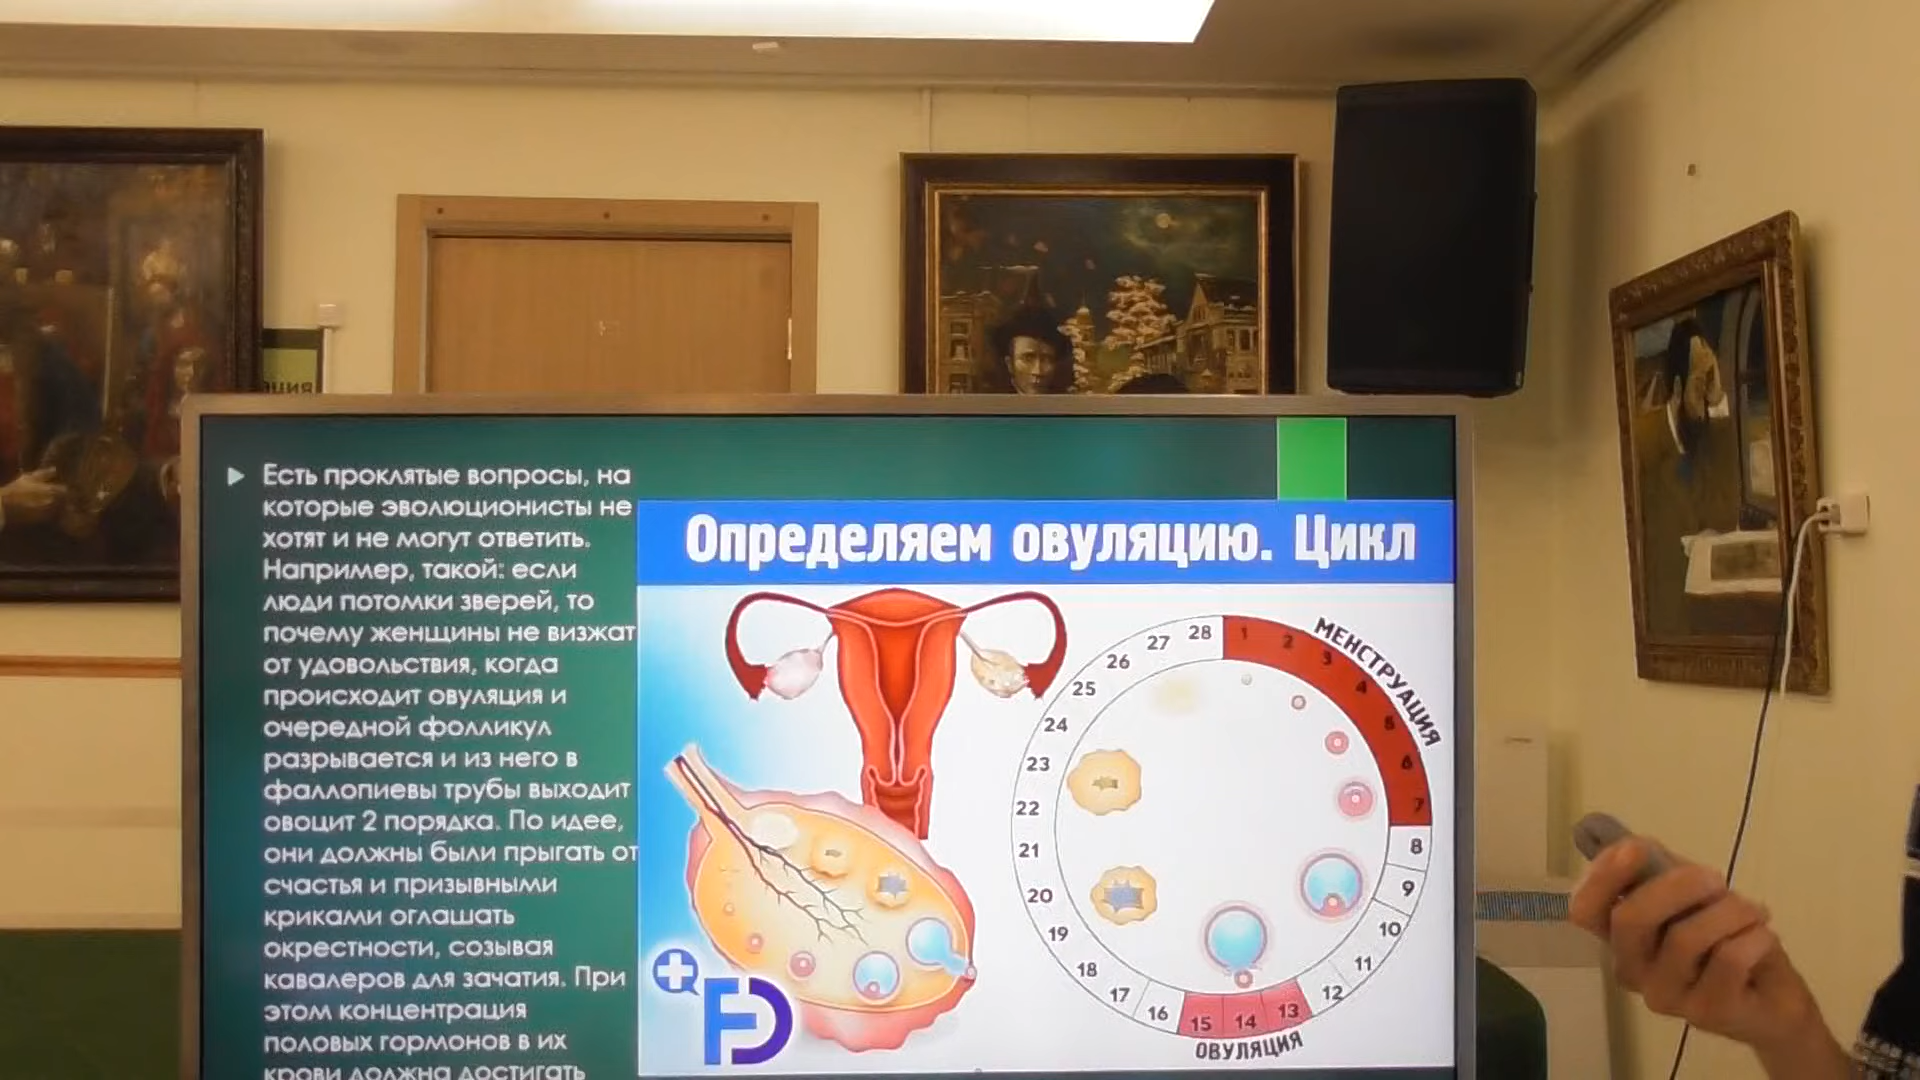 Есть проклятые вопросы, на
которые эволюционисты не
хотят и не могут ответить.
Например, такой: если
люди потомки зверей, то
почему женщины не визжат
от удовольствия, когда
происходит овуляция и
очередной фолликул
разрывается и из него в
фаллопиевы трубы выходит
овоцит 2 порядка. По идее,
они должны были прыгать от
счастья и призывными
криками оглашать
окрестности, созывая
кавалеров для зачатия. При
этом концентрация
половых гормонов в их
крови должна достигать
Определяем овуляцию. Цикл
МЕНСТРУАЦИЯ
1
2
3
4
5
6
7
8
9
10
11
12
13
14
15
16
17
18
19
20
21
22
23
24
25
26
27
28
ОВУЛЯЦИЯ
FD